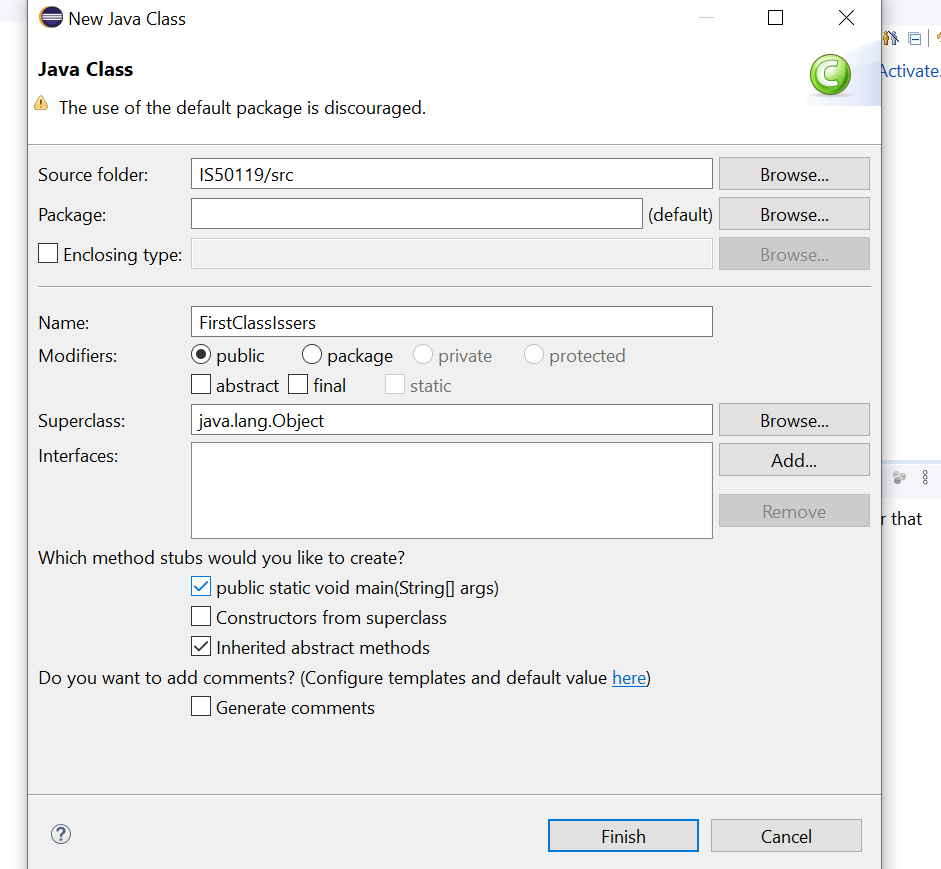 New Java Class
Java Class
The use of the default package is discouraged.
Activate.
Source folder: IS50119/src Browse...
Package: (default) Browse...
Enclosing type: Browse...
Name: FirstClassIssers
Modifiers: public package private protected
abstract final static
Superclass: java.lang.Object Browse...
Interfaces: Add...
Remove
r that
Which method stubs would you like to create?
public static void main(String[] args)
Constructors from superclass
Inherited abstract methods
Do you want to add comments? (Configure templates and default value here)
Generate comments
? Finish Cancel